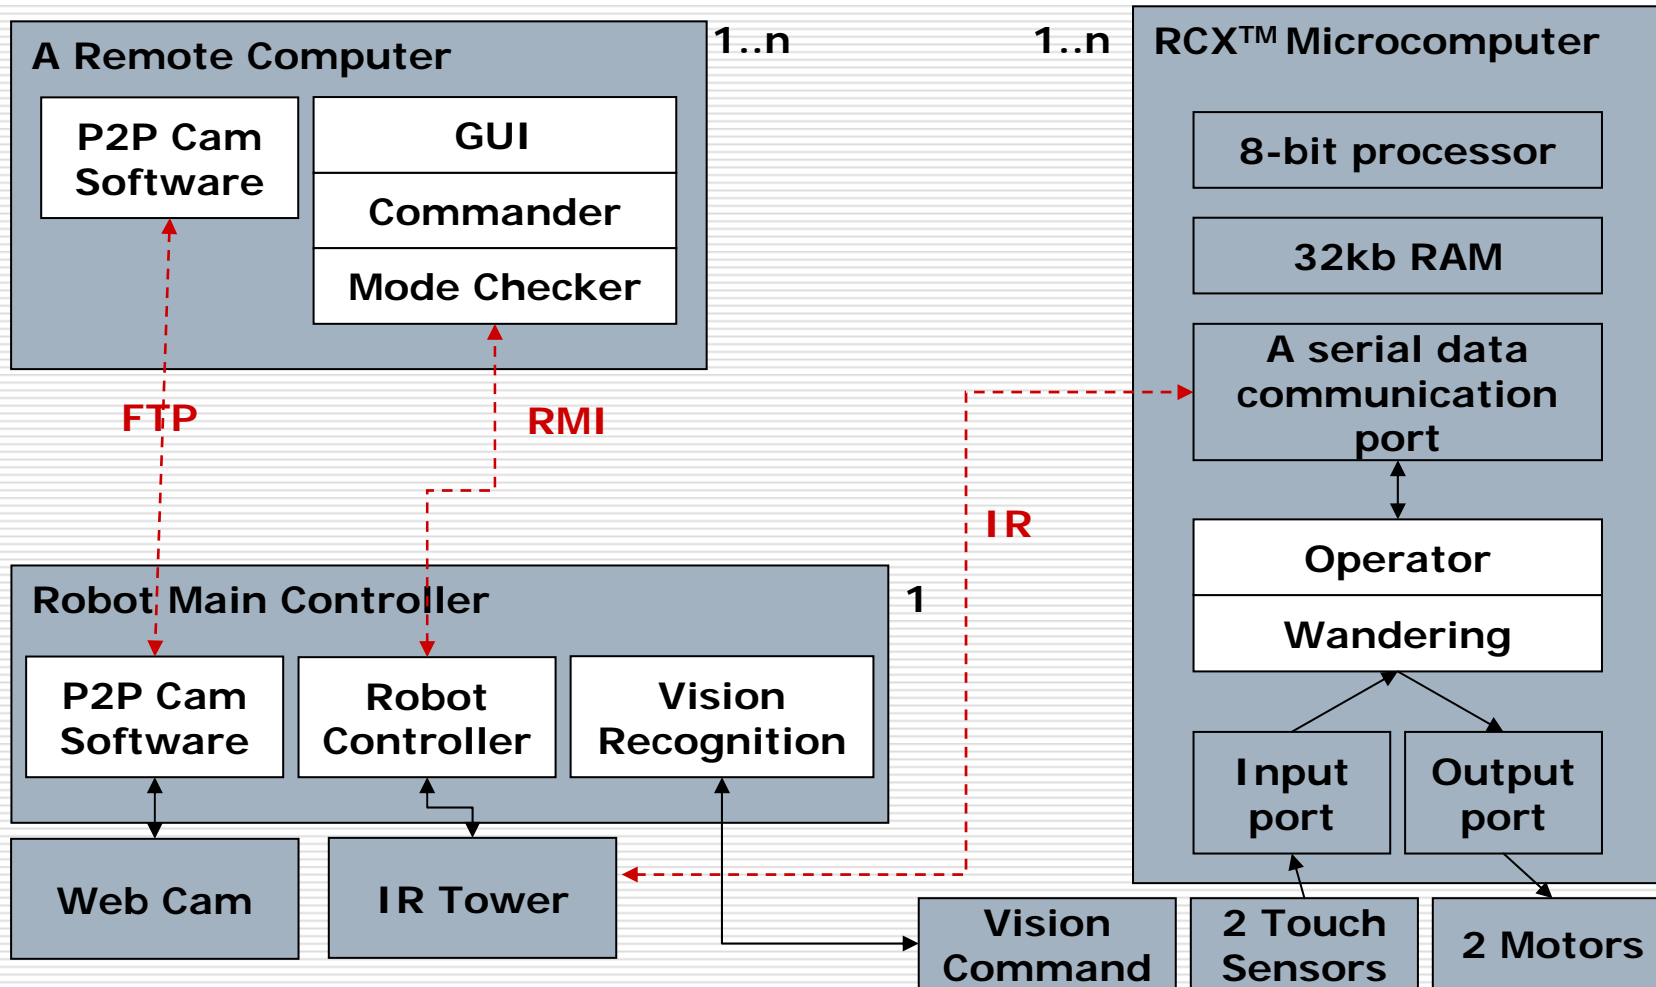 A Remote Computer
1..n
P2P Cam
Software
GUI
Commander
Mode Checker
FTP
RMI
IR
Robot Main Controller
1
P2P Cam
Software
Robot
Controller
Vision
Recognition
Web Cam
IR Tower
Vision
Command
1..n
RCX™ Microcomputer
8-bit processor
32kb RAM
A serial data
communication
port
Operator
Wandering
Input
port
Output
port
2 Touch
Sensors
2 Motors